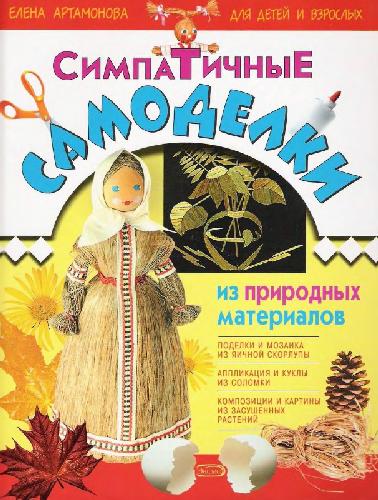 ЕЛЕНА АРТАМОНОВА
ДЛЯ ДЕТЕЙ И ВЗРОСЛЫХ
СИМПАТИЧНЫЕ
САМОДЕЛКИ
ИЗ ПРИРОДНЫХ
МАТЕРИАЛОВ
ПОДЕЛКИ И МОЗАИКА
ИЗ ЯИЧНОЙ СКОРЛУПЫ
АППЛИКАЦИЯ И КУКЛЫ
ИЗ СОЛОМКИ
КОМПОЗИЦИИ И КАРТИНЫ
ИЗ ЗАСУШЕННЫХ
РАСТЕНИЙ
ЭКСМО